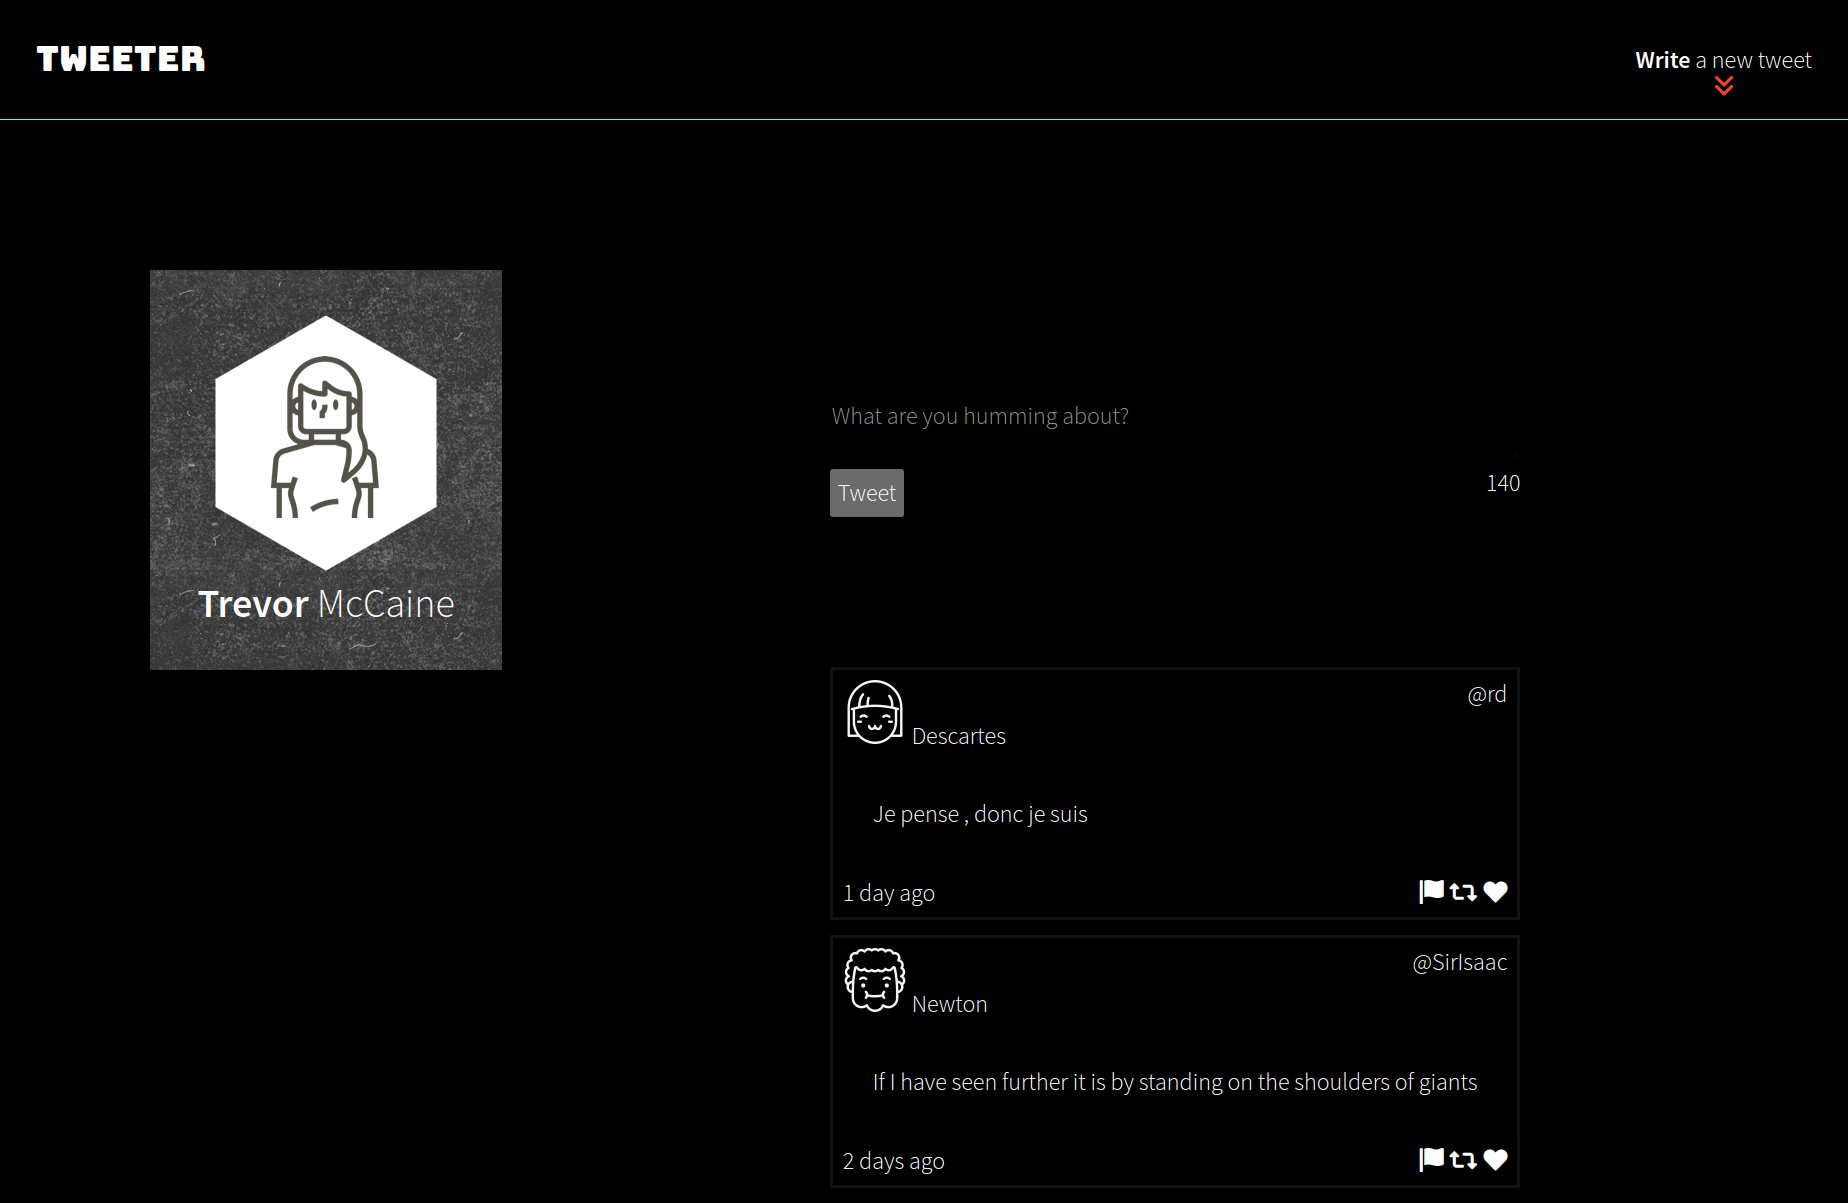 TWEETER
Write a new tweet
Trevor McCaine
What are you humming about?
Tweet
140
@rd
Descartes
Je pense , donc je suis
1 day ago
@SirIsaac
Newton
If I have seen further it is by standing on the shoulders of giants
2 days ago